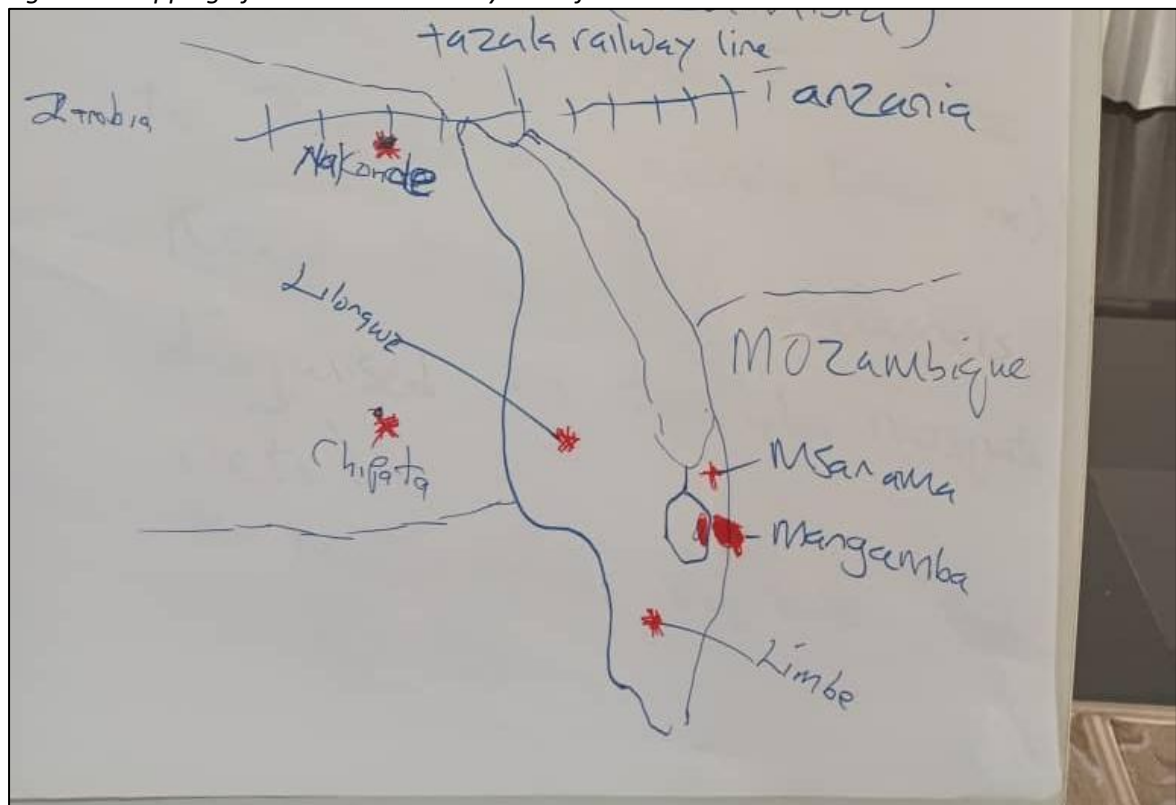 tazala railway line
Tanzania
Zambia
Nakonde
Lilongwe
MOzambique
Chipata
Msanama
Mangamba
Limbe